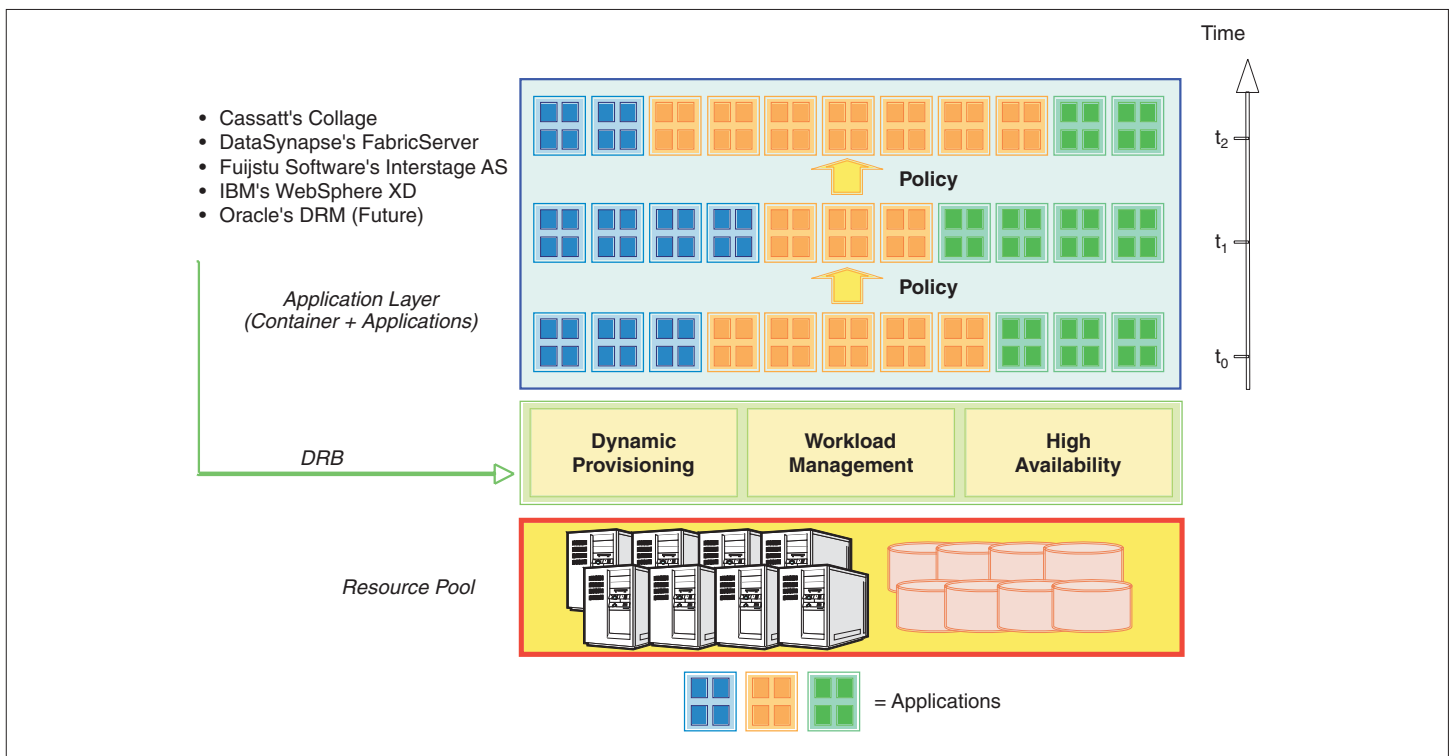 Time
• Cassatt's Collage
• DataSynapse's FabricServer
• Fuijstu Software's Interstage AS
• IBM's WebSphere XD
• Oracle's DRM (Future)
t2
Policy
t1
Application Layer
(Container + Applications)
Policy
t0
DRB
Dynamic
Provisioning
Workload
Management
High
Availability
Resource Pool
= Applications